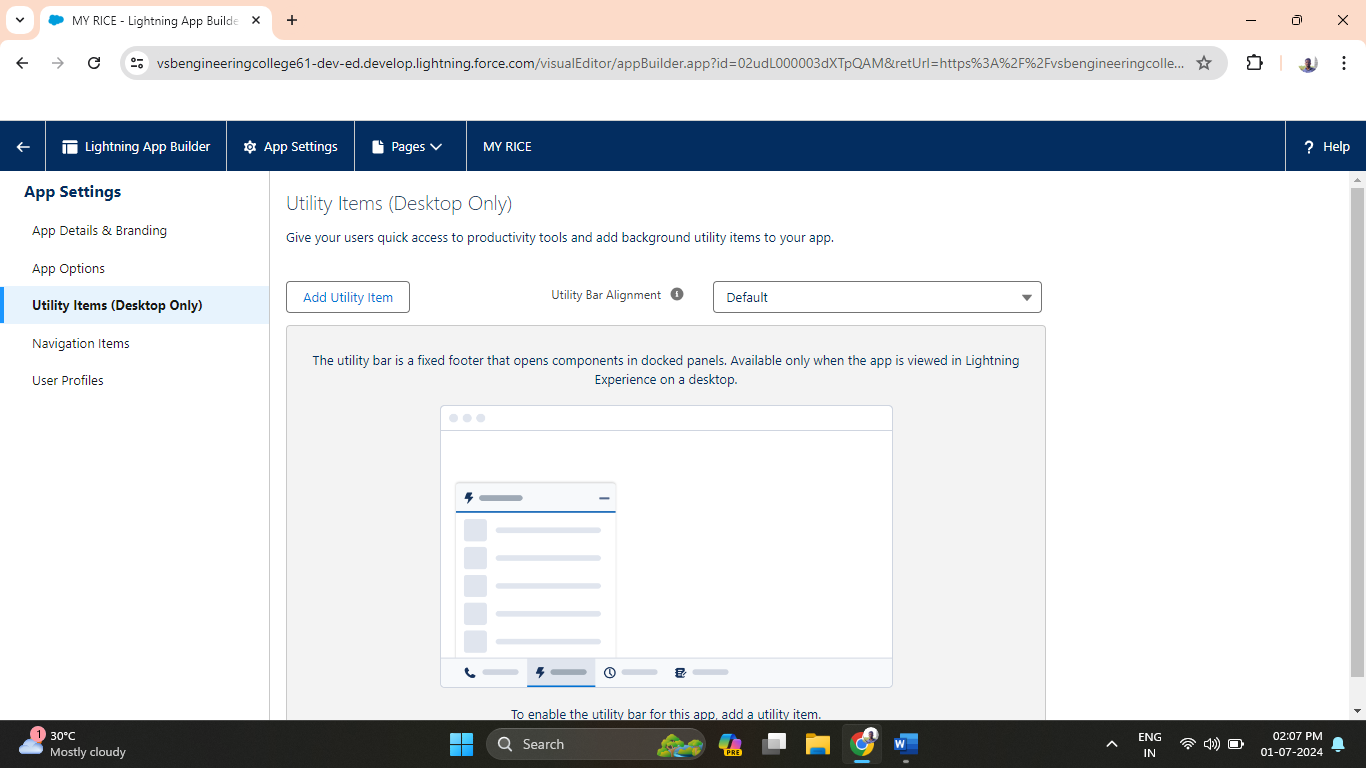 MY RICE - Lightning App Builde
vsbengineeringcollege61-dev-ed.develop.lightning.force.com/visualEditor/appBuilder.app?id=02udL000003dXTpQAM&retUrl=https%3A%2F%2Fvsbengineeringcolle...
Lightning App Builder
App Settings
Pages
MY RICE
? Help
App Settings
App Details & Branding
App Options
Utility Items (Desktop Only)
Navigation Items
User Profiles
Utility Items (Desktop Only)
Give your users quick access to productivity tools and add background utility items to your app.
Add Utility Item
Utility Bar Alignment
Default
The utility bar is a fixed footer that opens components in docked panels. Available only when the app is viewed in Lightning
Experience on a desktop.
To enable the utility bar for this app, add a utility item.
1
30°C
Mostly cloudy
Search
PRE
ENG
IN
02:07 PM
01-07-2024